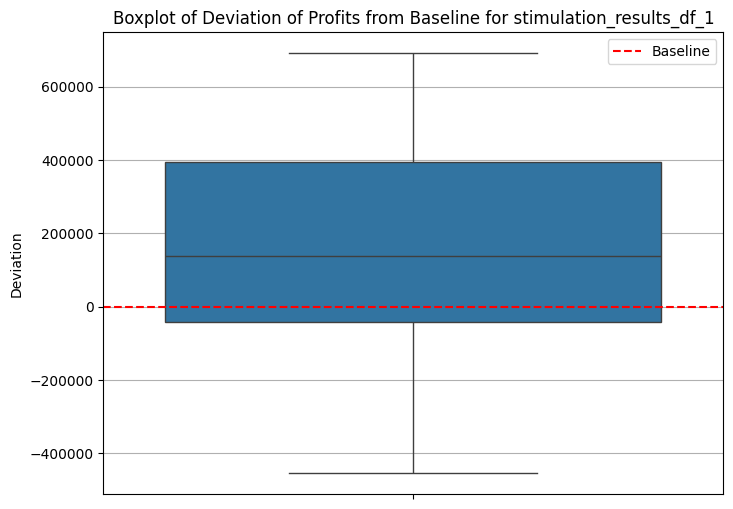 Boxplot of Deviation of Profits from Baseline for stimulation_results_df_1
Baseline
600000
400000
200000
0
−200000
−400000
Deviation